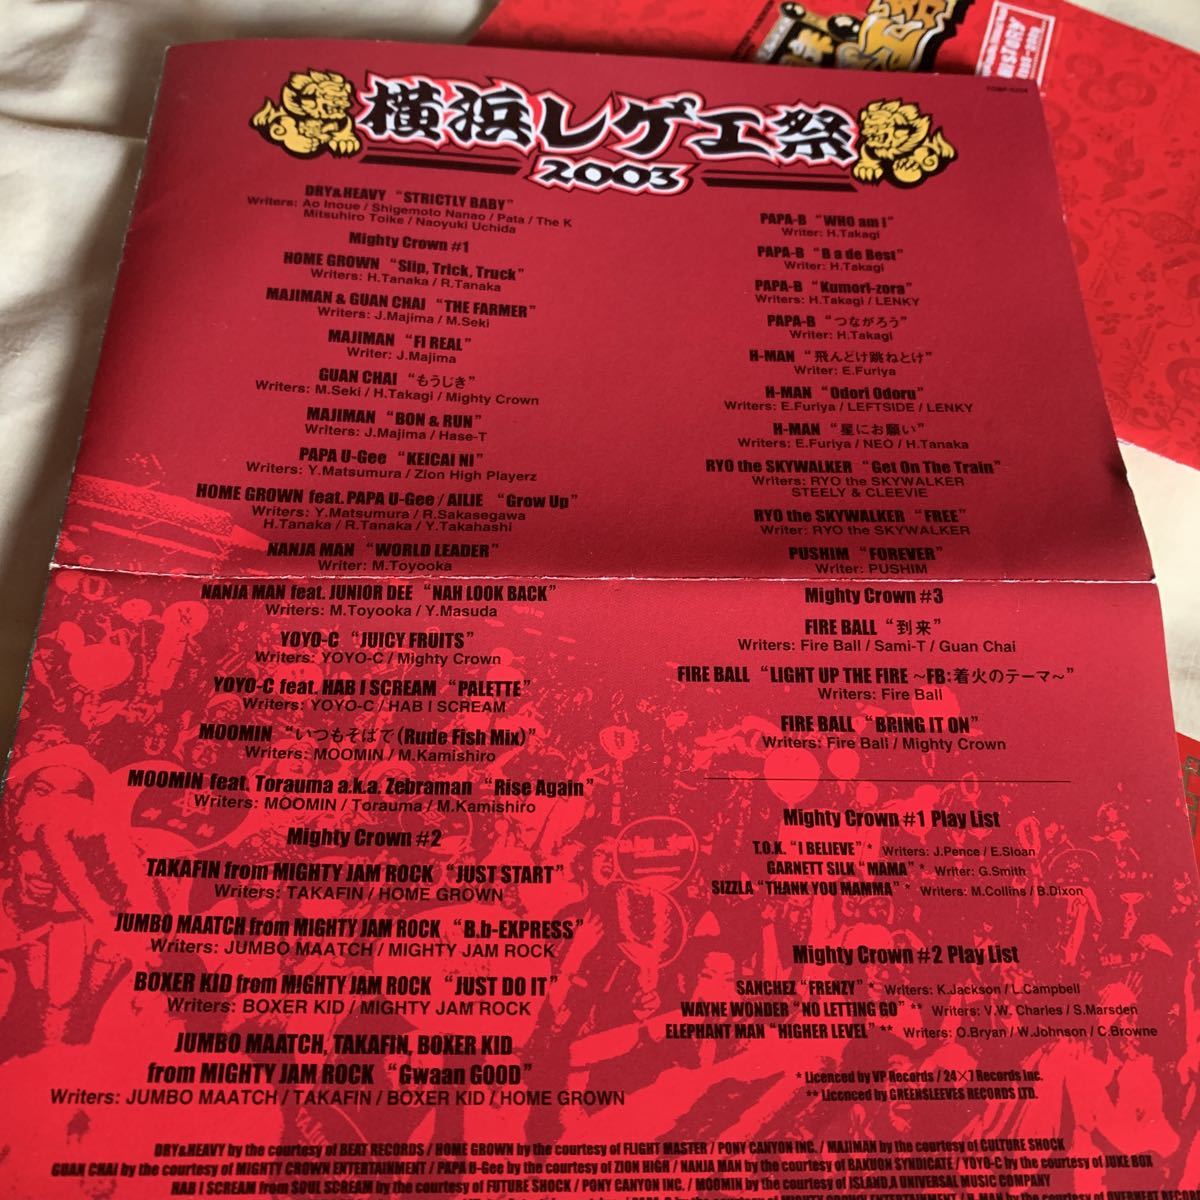 HISTORY
横浜レゲエ祭
2003
DRY&HEAVY “STRICTLY BABY”
Writers: Ao Inoue / Shigemoto Nanao / Pata / The K
Mitsuhiro Toike / Naoyuki Uchida
Mighty Crown #1
HOME GROWN “Slip, Trick, Truck”
Writers: H.Tanaka / R.Tanaka
MAJIMAN & GUAN CHAI “THE FARMER”
Writers: J.Majima / M.Seki
MAJIMAN “FI REAL”
Writer: J.Majima
GUAN CHAI “もうじき”
Writers: M.Seki / H.Takagi / Mighty Crown
MAJIMAN “BON & RUN”
Writers: J.Majima / Hase-T
PAPA U-Gee “KEICAI NI”
Writers: Y.Matsumura / Zion High Playerz
HOME GROWN feat. PAPA U-Gee / AILIE “Grow Up”
Writers: Y.Matsumura / R.Sakasegawa
H.Tanaka / R.Tanaka / Y.Takahashi
NANJA MAN “WORLD LEADER”
Writer: M.Toyooka
NANJA MAN feat. JUNIOR DEE “NAH LOOK BACK”
Writers: M.Toyooka / Y.Masuda
YOYO-C “JUICY FRUITS”
Writers: YOYO-C / Mighty Crown
YOYO-C feat. HAB I SCREAM “PALETTE”
Writers: YOYO-C / HAB I SCREAM
MOOMIN “いつもそばで(Rude Fish Mix)”
Writers: MOOMIN / M.Kamishiro
MOOMIN feat. Torauma a.k.a. Zebraman “Rise Again”
Writers: MOOMIN / Torauma / M.Kamishiro
Mighty Crown #2
TAKAFIN from MIGHTY JAM ROCK “JUST START”
Writers: TAKAFIN / HOME GROWN
JUMBO MAATCH from MIGHTY JAM ROCK “B.b-EXPRESS”
Writers: JUMBO MAATCH / MIGHTY JAM ROCK
BOXER KID from MIGHTY JAM ROCK “JUST DO IT”
Writers: BOXER KID / MIGHTY JAM ROCK
JUMBO MAATCH, TAKAFIN, BOXER KID
from MIGHTY JAM ROCK “Gwaan GOOD”
Writers: JUMBO MAATCH / TAKAFIN / BOXER KID / HOME GROWN
PAPA-B “WHO am I”
Writer: H.Takagi
PAPA-B “B a de Best”
Writer: H.Takagi
PAPA-B “Kumori-zora”
Writers: H.Takagi / LENKY
PAPA-B “つながろう”
Writer: H.Takagi
H-MAN “飛んどけ跳ねとけ”
Writer: E.Furiya
H-MAN “Odori Odoru”
Writers: E.Furiya / LEFTSIDE / LENKY
H-MAN “星にお願い”
Writers: E.Furiya / NEO / H.Tanaka
RYO the SKYWALKER “Get On The Train”
Writers: RYO the SKYWALKER
STEELY & CLEEVIE
RYO the SKYWALKER “FREE”
Writer: RYO the SKYWALKER
PUSHIM “FOREVER”
Writer: PUSHIM
Mighty Crown #3
FIRE BALL “到来”
Writers: Fire Ball / Sami-T / Guan Chai
FIRE BALL “LIGHT UP THE FIRE ～FB:着火のテーマ～”
Writers: Fire Ball
FIRE BALL “BRING IT ON”
Writers: Fire Ball / Mighty Crown
Mighty Crown #1 Play List
T.O.K. “I BELIEVE” * Writers: J.Pence / E.Sloan
GARNETT SILK “MAMA” * Writer: G.Smith
SIZZLA “THANK YOU MAMMA” * Writers: M.Collins / B.Dixon
Mighty Crown #2 Play List
SANCHEZ “FRENZY” * Writers: K.Jackson / L.Campbell
WAYNE WONDER “NO LETTING GO” ** Writers: V.W. Charles / S.Marsden
ELEPHANT MAN “HIGHER LEVEL” ** Writers: O.Bryan / W.Johnson / C.Browne
* Licenced by VP Records / 24×7 Records Inc.
** Licenced by GREENSLEEVES RECORDS LTD.
DRY&HEAVY by the courtesy of BEAT RECORDS / HOME GROWN by the courtesy of FLIGHT MASTER / PONY CANYON INC. / MAJIMAN by the courtesy of CULTURE SHOCK
GUAN CHAI by the courtesy of MIGHTY CROWN ENTERTAINMENT / PAPA U-Gee by the courtesy of ZION HIGH / NANJA MAN by the courtesy of BAKUON SYNDICATE / YOYO-C by the courtesy of JUKE BOX
HAB I SCREAM from SOUL SCREAM by the courtesy of FUTURE SHOCK / PONY CANYON INC. / MOOMIN by the courtesy of ISLAND,A UNIVERSAL MUSIC COMPANY